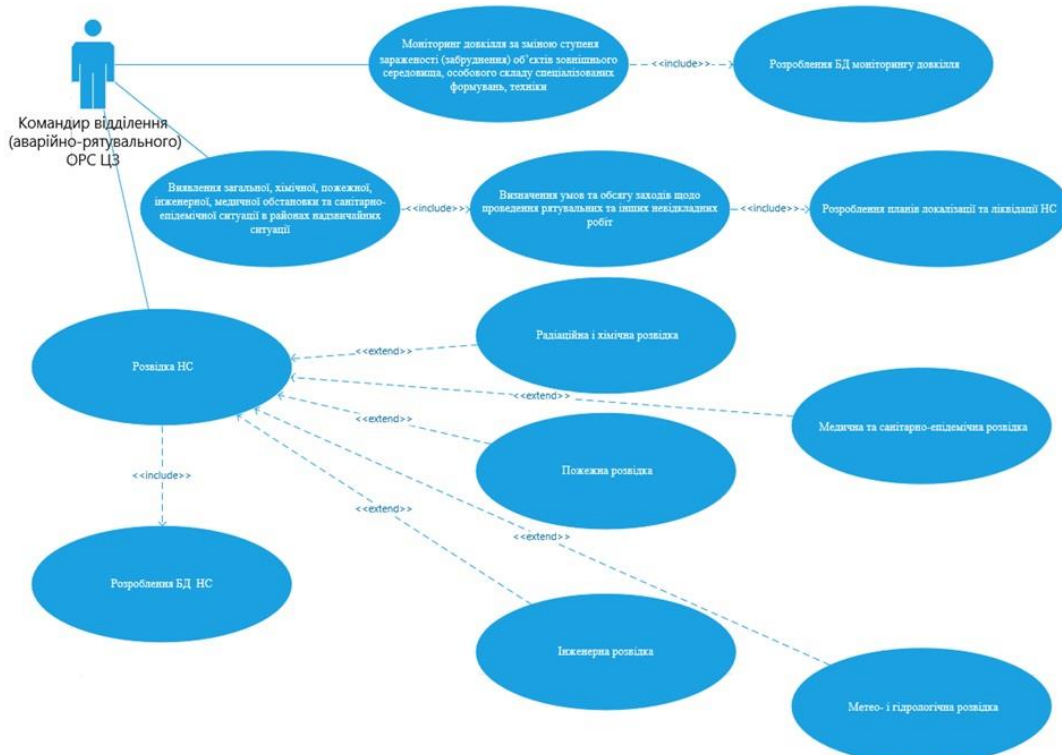 Командир відділення
(аварійно-рятувального)
ОРС ЦЗ
Моніторинг довкілля за зміною ступеня
зараженості (забруднення) об’єктів зовнішнього
середовища, особового складу спеціалізованих
формувань, техніки
<<include>>
Розроблення БД моніторингу довкілля
Виявлення загальної, хімічної, пожежної,
інженерної, медичної обстановки та санітарно-
епідемічної ситуації в районах надзвичайних
ситуації
<<include>>
Визначення умов та обсягу заходів щодо
проведення рятувальних та інших невідкладних
робіт
<<include>>
Розроблення планів локалізації та ліквідації НС
Розвідка НС
<<extend>>
Радіаційна і хімічна розвідка
<<extend>>
Медична та санітарно-епідемічна розвідка
<<extend>>
Пожежна розвідка
<<include>>
Розроблення БД НС
<<extend>>
Інженерна розвідка
<<extend>>
Метео- і гідрологічна розвідка